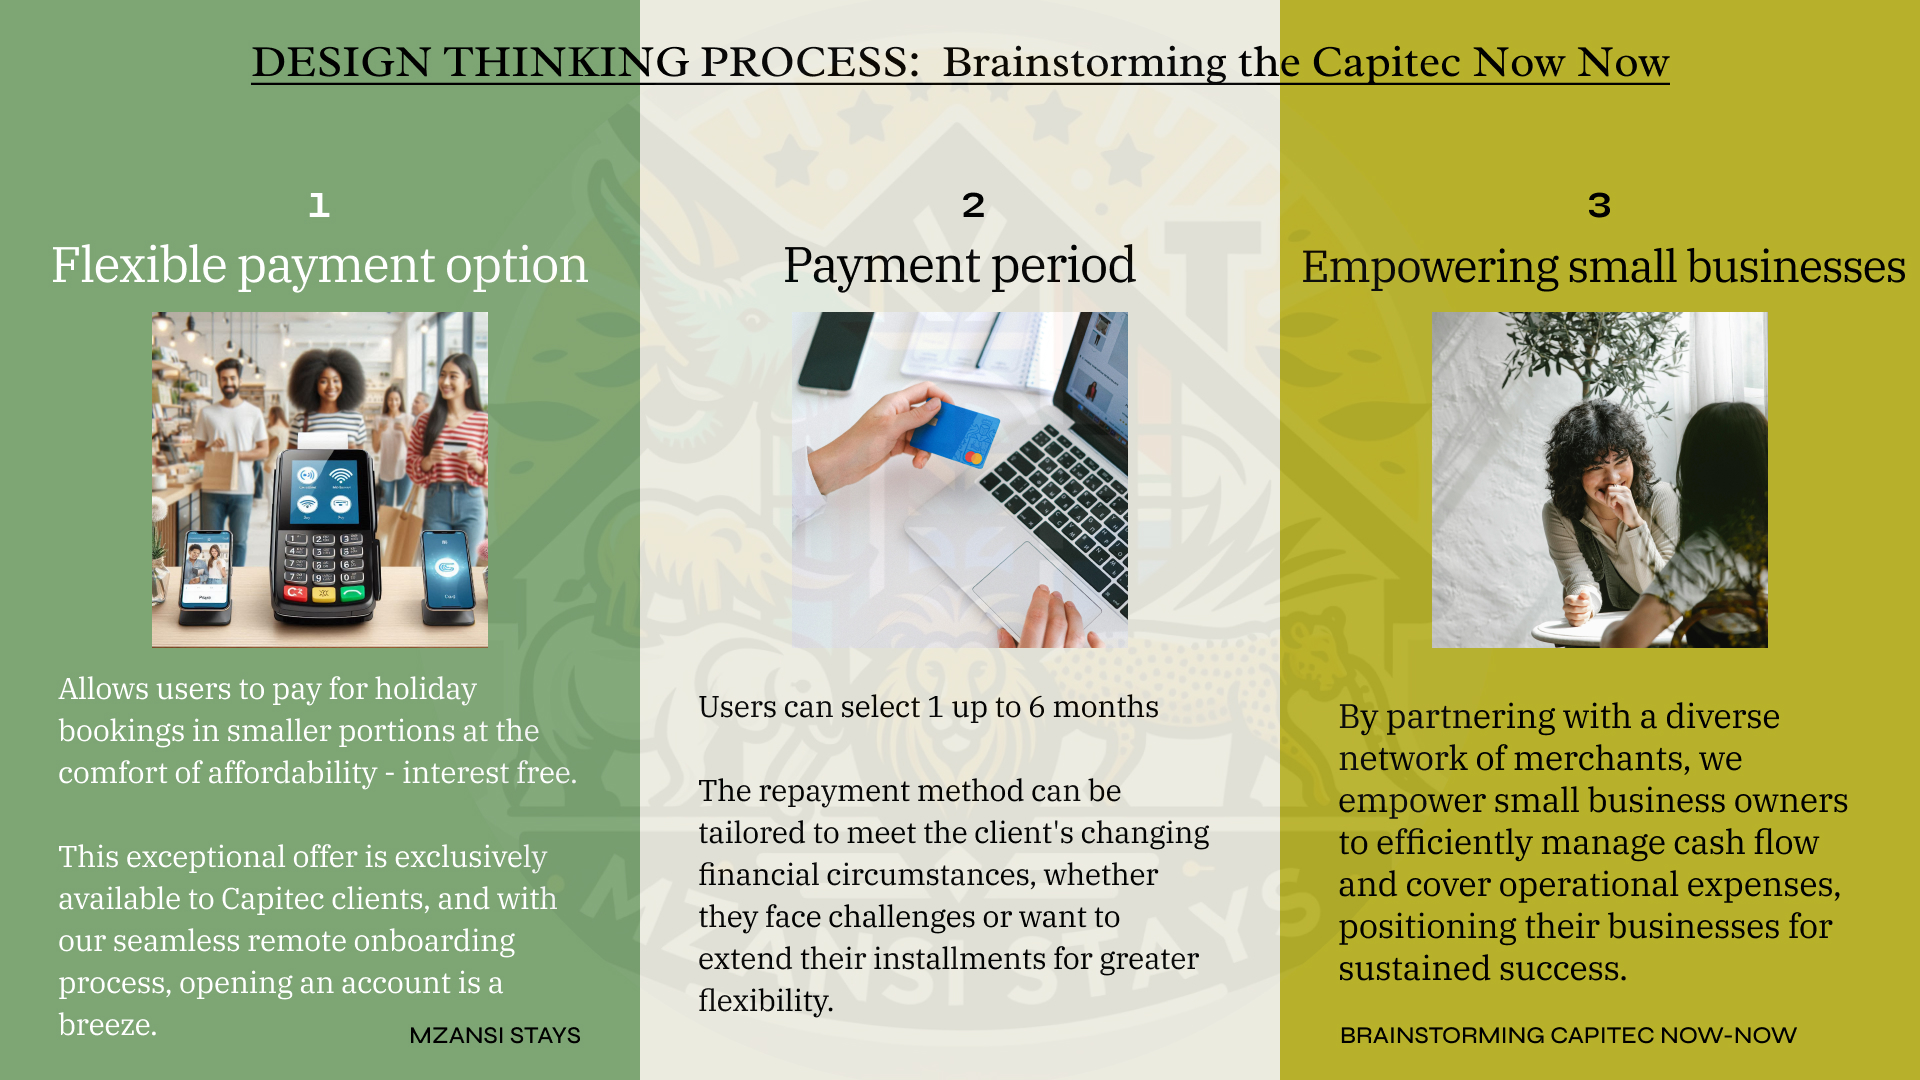 DESIGN THINKING PROCESS: Brainstorming the Capitec Now Now
1
Flexible payment option
Allows users to pay for holiday
bookings in smaller portions at the
comfort of affordability - interest free.
This exceptional offer is exclusively
available to Capitec clients, and with
our seamless remote onboarding
process, opening an account is a
breeze.
MZANSI STAYS
2
Payment period
Users can select 1 up to 6 months
The repayment method can be
tailored to meet the client's changing
financial circumstances, whether
they face challenges or want to
extend their installments for greater
flexibility.
MZANSI STAYS
3
Empowering small businesses
By partnering with a diverse
network of merchants, we
empower small business owners
to efficiently manage cash flow
and cover operational expenses,
positioning their businesses for
sustained success.
BRAINSTORMING CAPITEC NOW-NOW